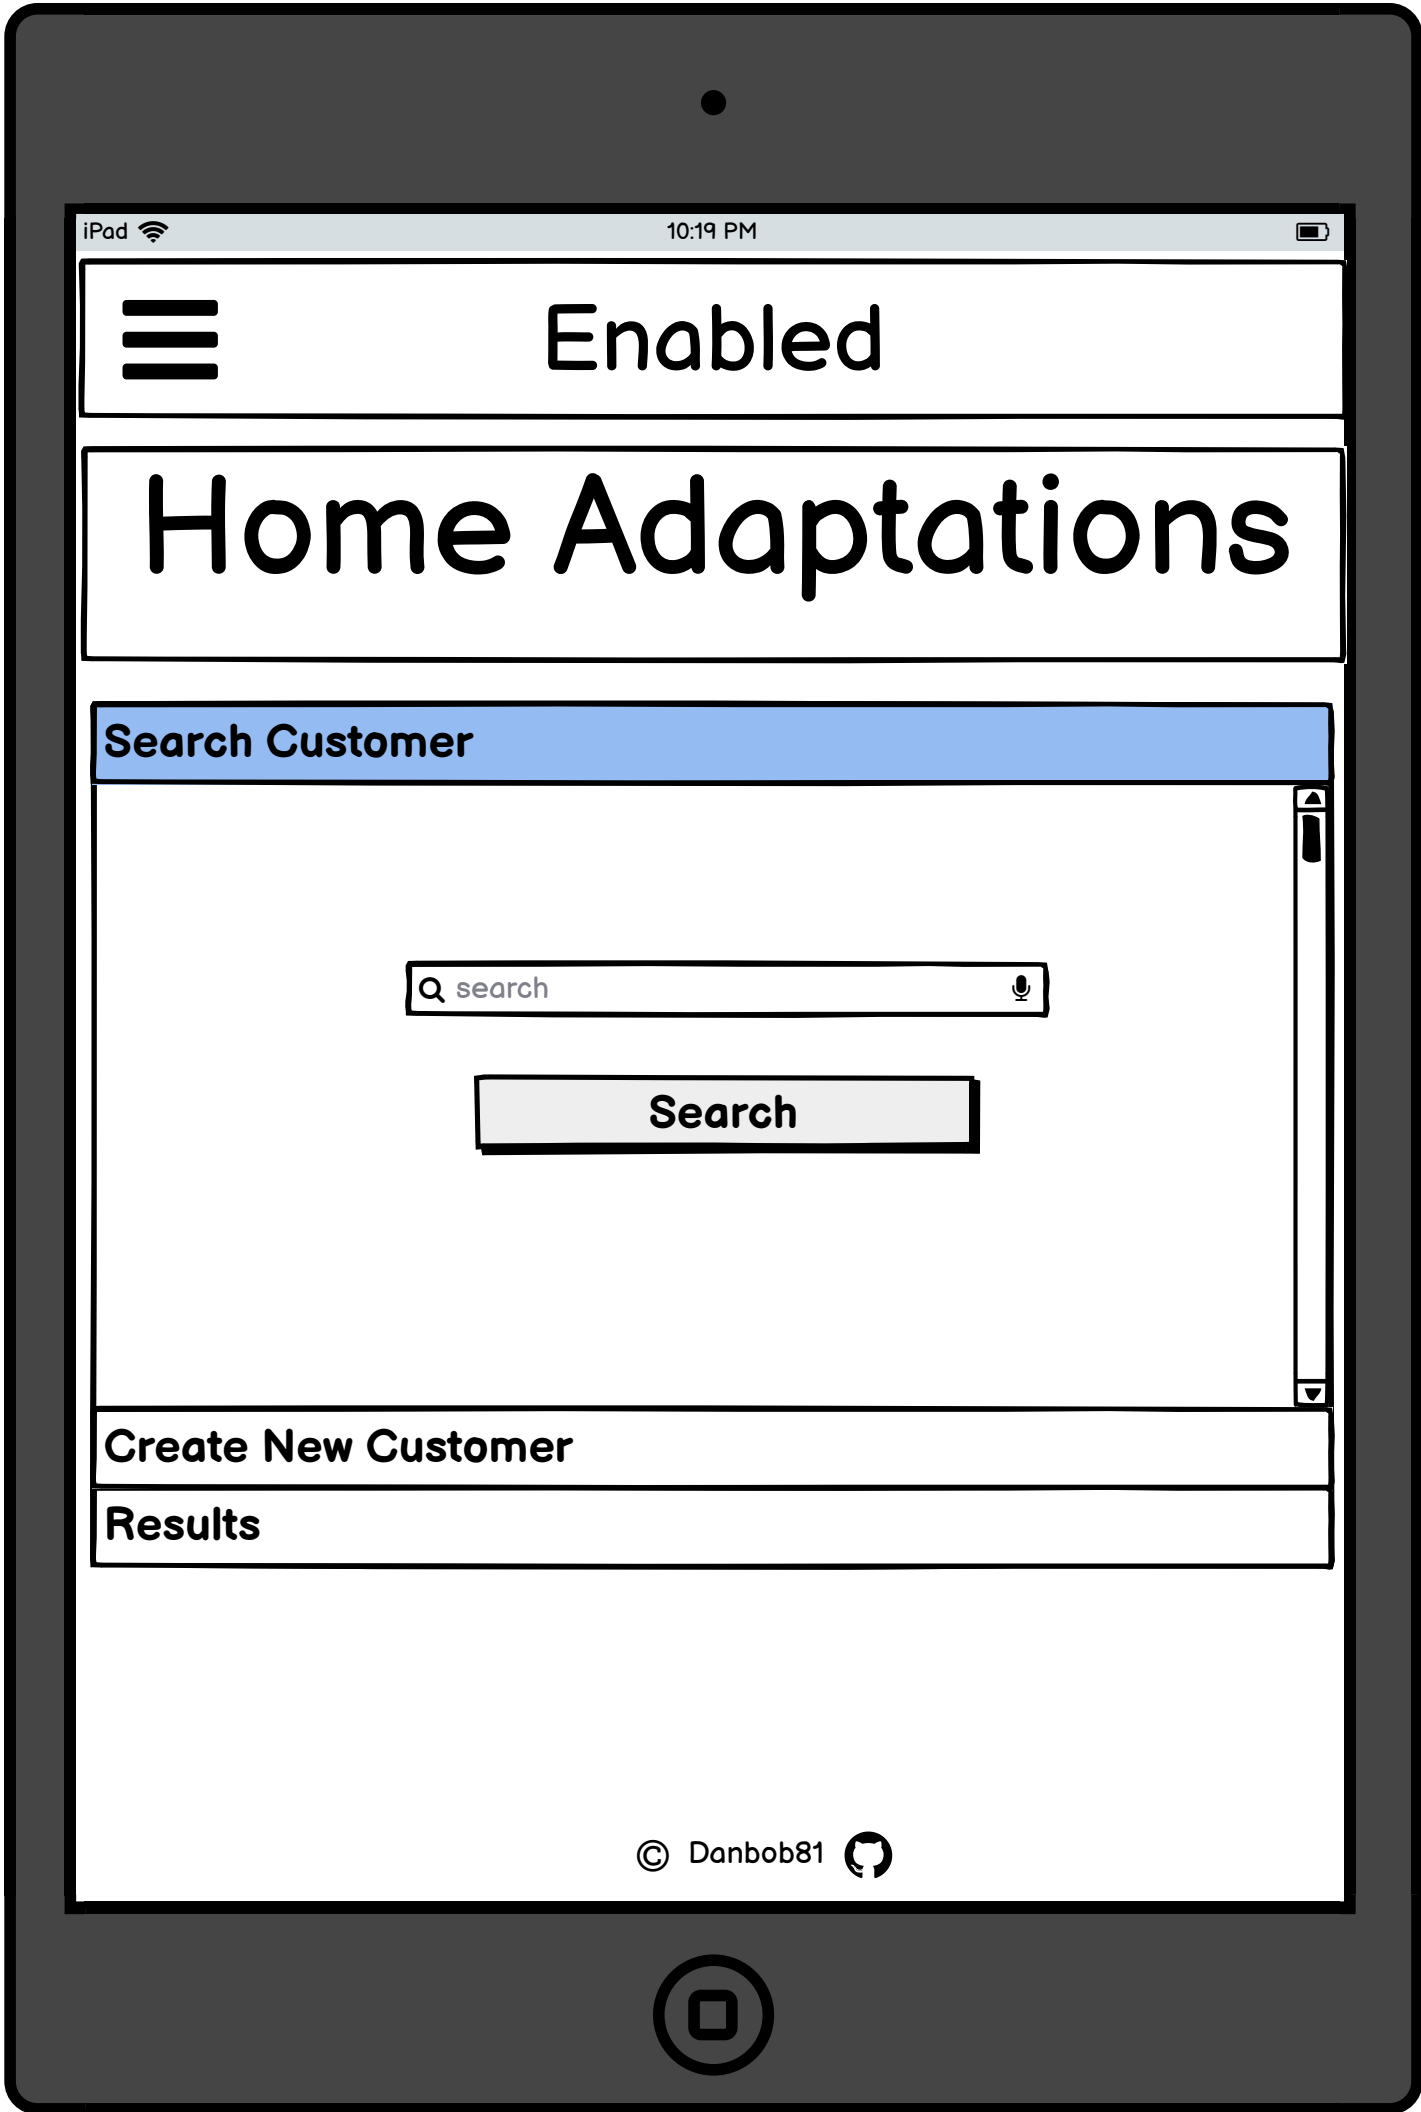 iPad 10:19 PM
Enabled
Home Adaptations
Search Customer
search
Search
Create New Customer
Results
© Danbob81